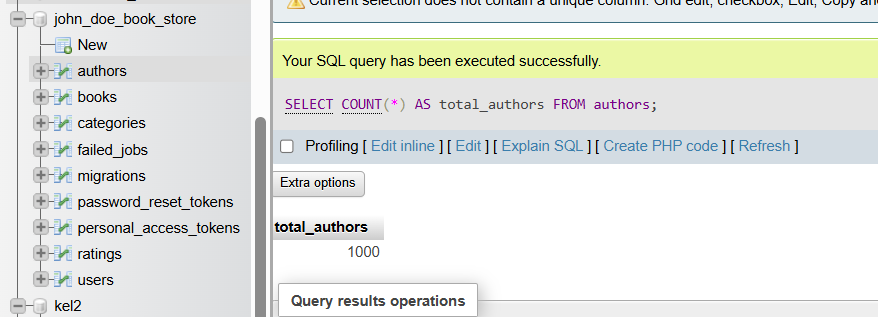 Current selection does not contain a unique column. Grid edit, checkbox, Edit, Copy and
john_doe_book_store
New
authors
books
categories
failed_jobs
migrations
password_reset_tokens
personal_access_tokens
ratings
users
kel2
Your SQL query has been executed successfully.
SELECT COUNT(*) AS total_authors FROM authors;
Profiling [ Edit inline ] [ Edit ] [ Explain SQL ] [ Create PHP code ] [ Refresh ]
Extra options
total_authors
1000
Query results operations